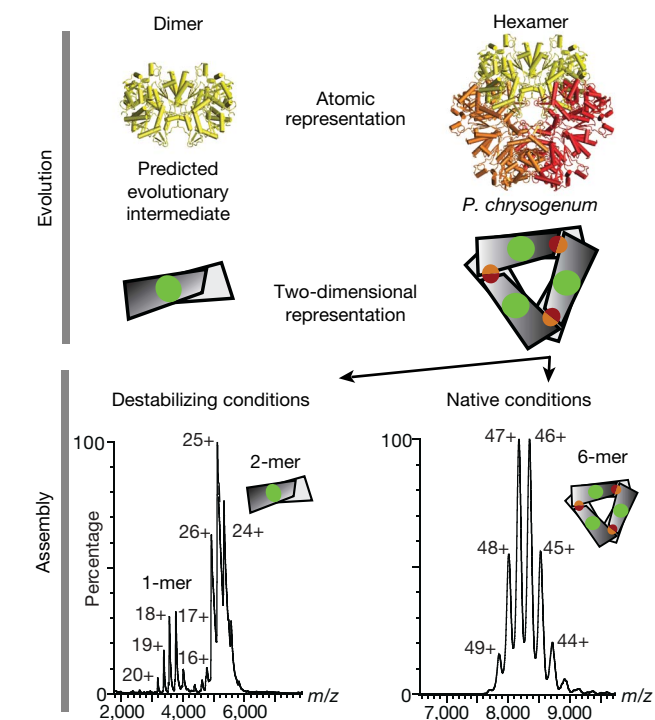 Dimer
Hexamer
Atomic
representation
Predicted
evolutionary
intermediate
P. chrysogenum
Evolution
Two-dimensional
representation
Destabilizing conditions
Native conditions
Assembly
Percentage
100
25+
2-mer
26+
24+
1-mer
18+
17+
19+
16+
20+
0
2,000
4,000
6,000
m/z
100
47+
46+
6-mer
48+
45+
49+
44+
0
7,000
8,000
9,000
m/z